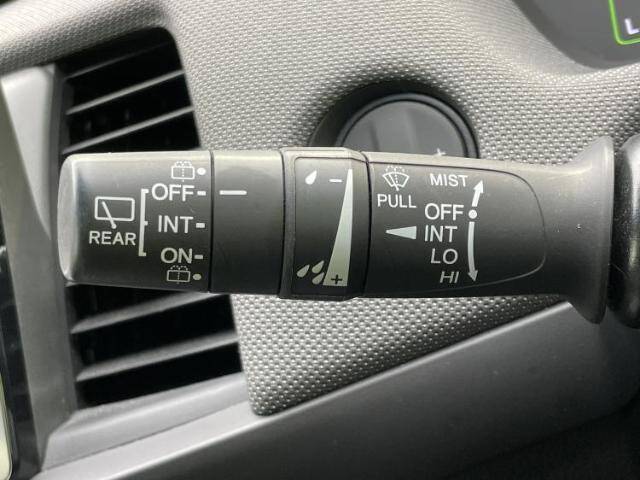 OFF
INT
REAR
ON
−
+
PULL
MIST
OFF
INT
LO
HI
+
L